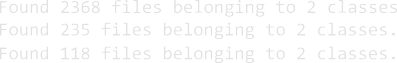 Found 2368 files belonging to 2 classes
Found 235 files belonging to 2 classes.
Found 118 files belonging to 2 classes.